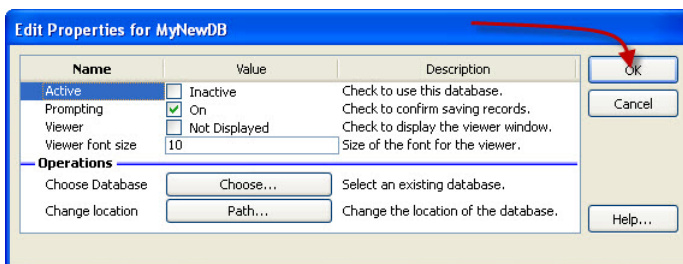 Edit Properties for MyNewDB
Name Value Description
Active Inactive Check to use this database.
Prompting On Check to confirm saving records.
Viewer Not Displayed Check to display the viewer window.
Viewer font size 10 Size of the font for the viewer.
Operations
Choose Database Choose... Select an existing database.
Change location Path... Change the location of the database.
OK
Cancel
Help...